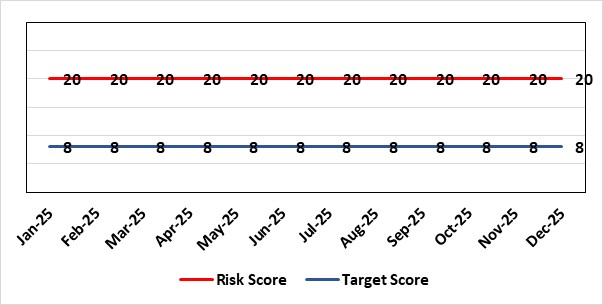 20 20 20 20 20 20 20 20 20 20 20 20
8 8 8 8 8 8 8 8 8 8 8 8
Jan-25 Feb-25 Mar-25 Apr-25 May-25 Jun-25 Jul-25 Aug-25 Sep-25 Oct-25 Nov-25 Dec-25
Risk Score Target Score